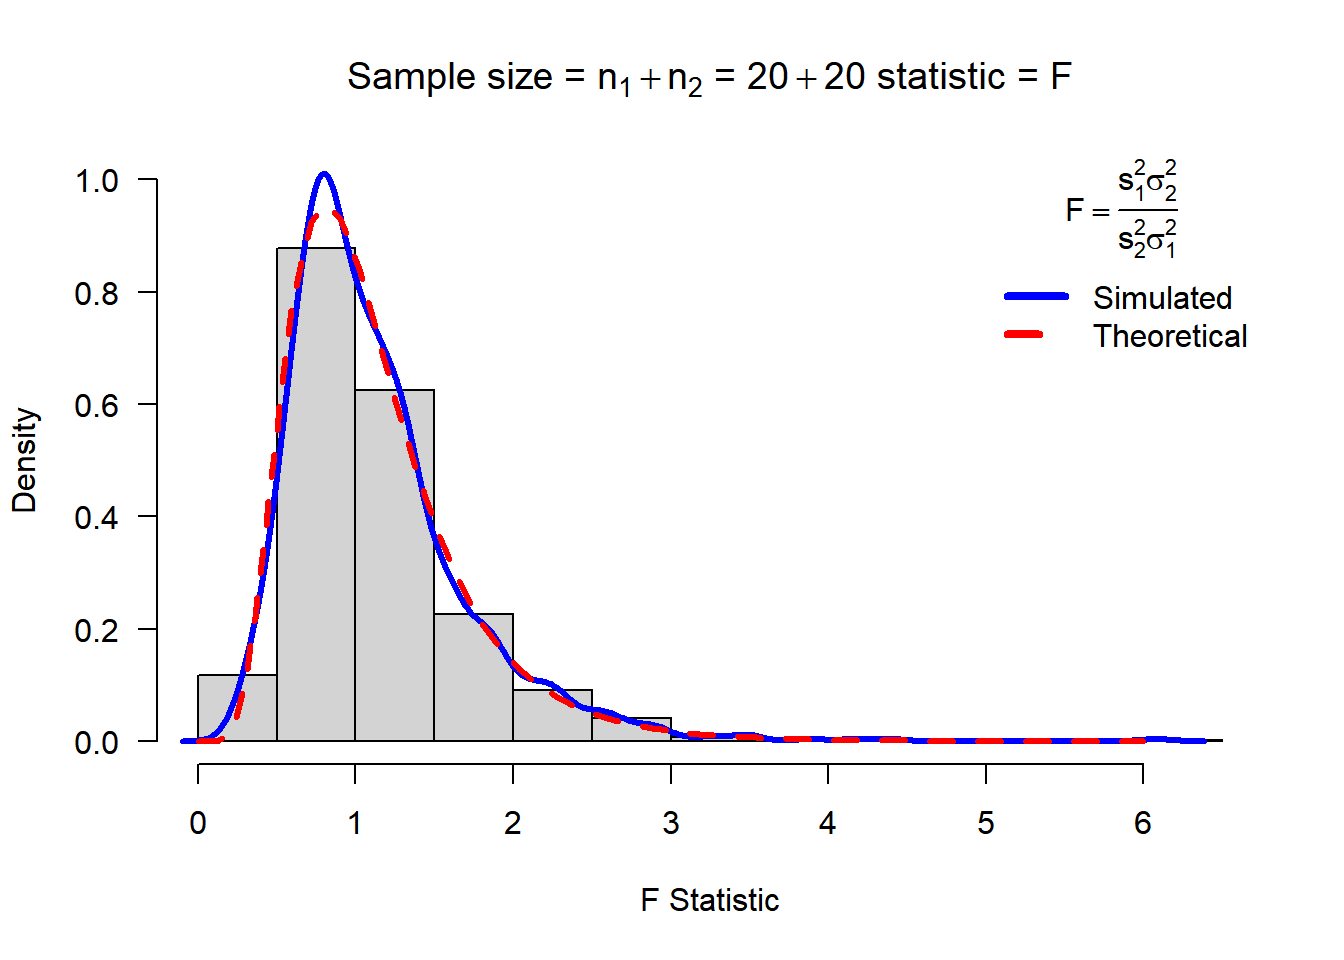 Sample size = n₁ + n₂ = 20 + 20 statistic = F
F = s₁²σ₂² / s₂²σ₁²
Simulated
Theoretical
Density
1.0
0.8
0.6
0.4
0.2
0.0
0 1 2 3 4 5 6
F Statistic